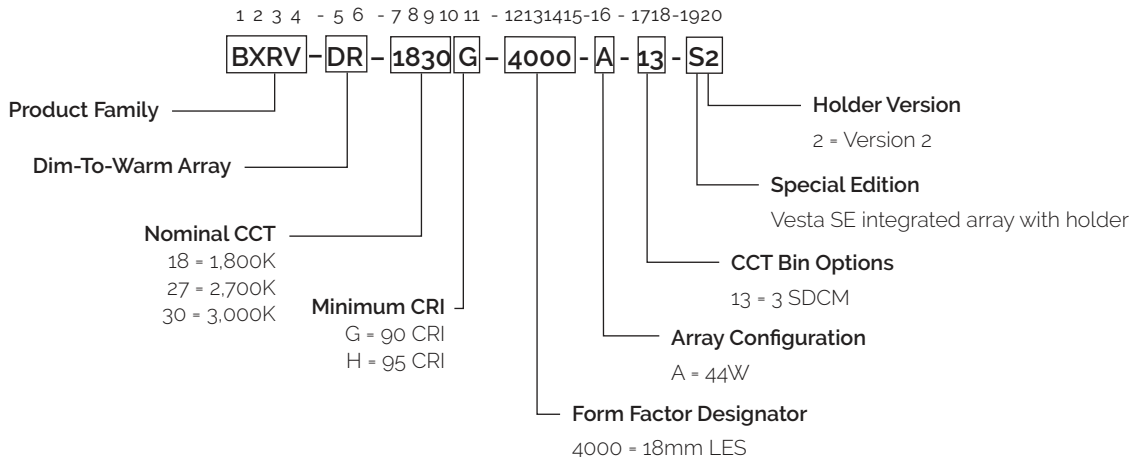 1 2 3 4 - 5 6 - 7 8 9 10 11 - 12131415-16 - 1718-1920
BXRV-DR-1830G-4000-A-13-S2
Product Family
Holder Version
2 = Version 2
Dim-To-Warm Array
Special Edition
Vesta SE integrated array with holder
Nominal CCT
18 = 1,800K
27 = 2,700K
30 = 3,000K
CCT Bin Options
13 = 3 SDCM
Minimum CRI
G = 90 CRI
H = 95 CRI
Array Configuration
A = 44W
Form Factor Designator
4000 = 18mm LES